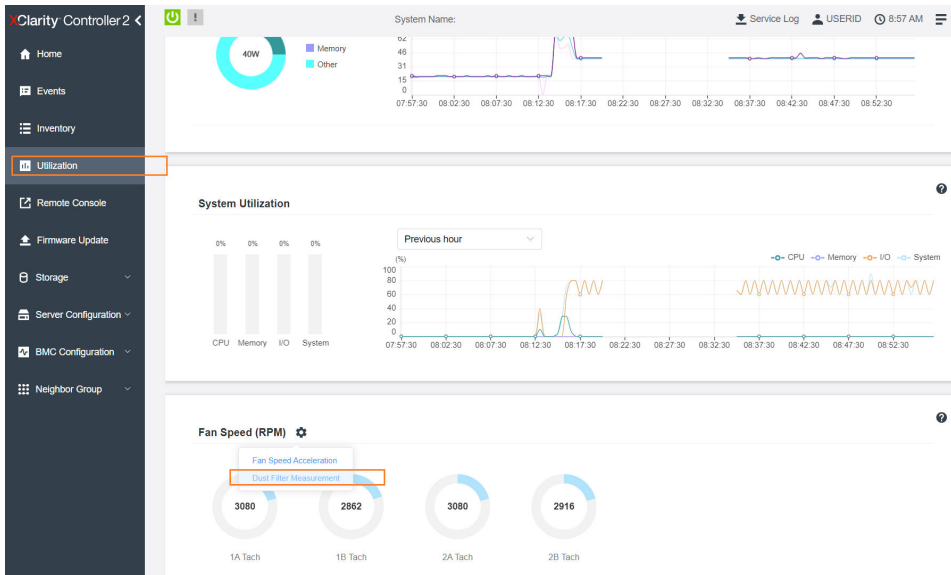 XClarity Controller 2
System Name:
Service Log
USERID
8:57 AM
Home
Events
Inventory
Utilization
Remote Console
Firmware Update
Storage
Server Configuration
BMC Configuration
Neighbor Group
40W
Memory
Other
62
46
31
15
0
07:57:30 08:02:30 08:07:30 08:12:30 08:17:30 08:22:30 08:27:30 08:32:30 08:37:30 08:42:30 08:47:30 08:52:30
System Utilization
0% 0% 0% 0%
CPU Memory I/O System
Previous hour
(%)
CPU Memory I/O System
100
80
60
40
20
0
07:57:30 08:02:30 08:07:30 08:12:30 08:17:30 08:22:30 08:27:30 08:32:30 08:37:30 08:42:30 08:47:30 08:52:30
Fan Speed (RPM)
Fan Speed Acceleration
Dust Filter Measurement
3080 2862 3080 2916
1A Tach 1B Tach 2A Tach 2B Tach